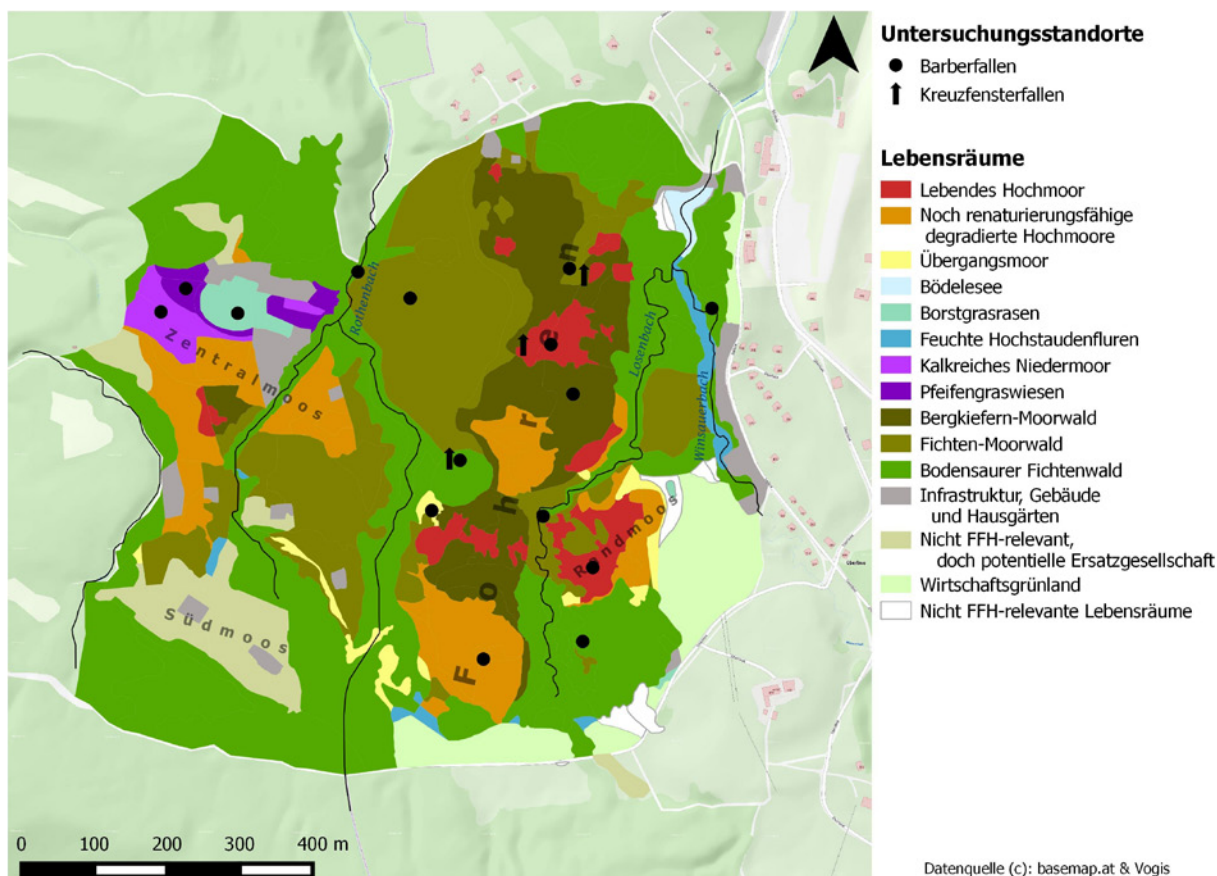 Untersuchungsstandorte
Barberfallen
Kreuzfensterfallen
Lebensräume
Lebendes Hochmoor
Noch renaturierungsfähige
degradierte Hochmoore
Übergangsmoor
Bödelesee
Borstgrasrasen
Feuchte Hochstaudenfluren
Kalkreiches Niedermoor
Pfeifengraswiesen
Bergkiefern-Moorwald
Fichten-Moorwald
Bodensaurer Fichtenwald
Infrastruktur, Gebäude
und Hausgärten
Nicht FFH-relevant,
doch potentielle Ersatzgesellschaft
Wirtschaftsgrünland
Nicht FFH-relevante Lebensräume
Rothenbach
Losenbach
Winsauerbach
Zentralmoos
Fohren
Rondmoos
Südmoos
0 100 200 300 400 m
Datenquelle (c): basemap.at & Vogis